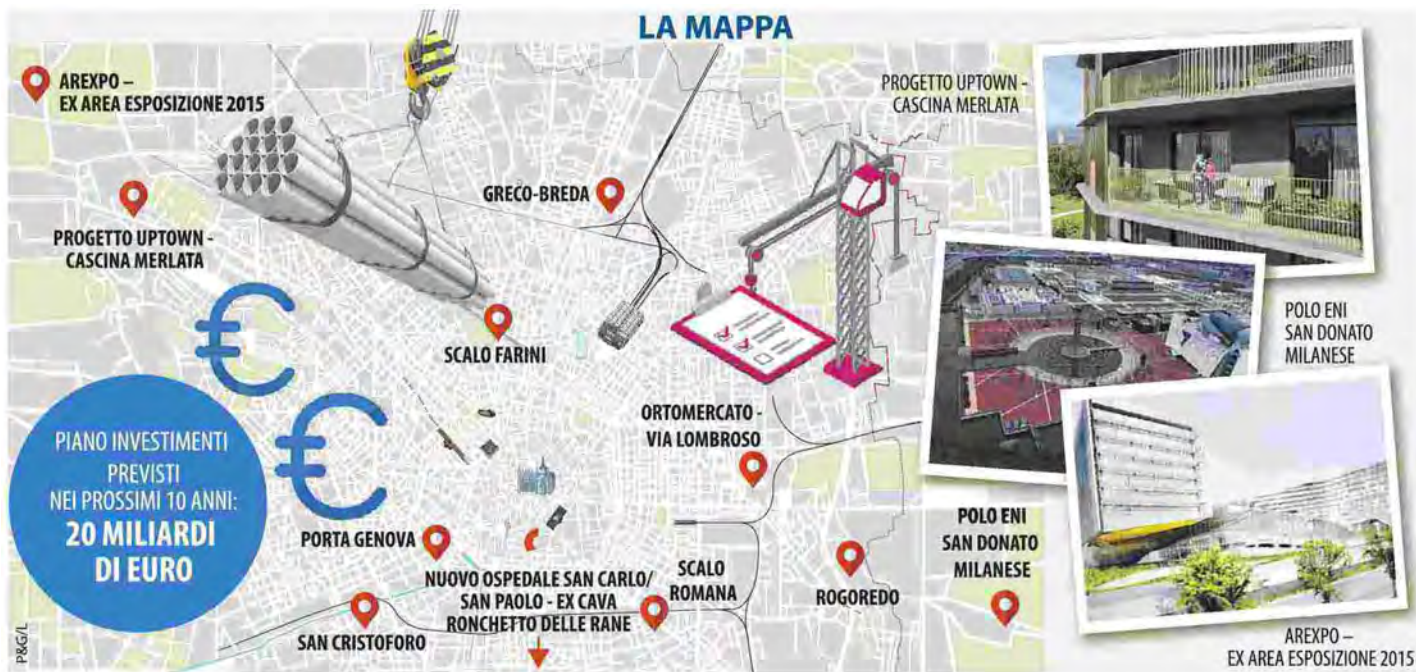 LA MAPPA
AREXPO –
EX AREA ESPOSIZIONE 2015
PROGETTO UPTOWN -
CASCINA MERLATA
GRECO-BREDA
PROGETTO UPTOWN -
CASCINA MERLATA
SCALO FARINI
POLO ENI
SAN DONATO
MILANESE
PIANO INVESTIMENTI
PREVISTI
NEI PROSSIMI 10 ANNI:
20 MILIARDI
DI EURO
€
€
ORTOMERCATO -
VIA LOMBROSO
PORTA GENOVA
NUOVO OSPEDALE SAN CARLO/
SAN PAOLO - EX CAVA
RONCHETTO DELLE RANE
SCALO
ROMANA
ROGOREDO
POLO ENI
SAN DONATO
MILANESE
SAN CRISTOFORO
AREXPO –
EX AREA ESPOSIZIONE 2015
P&G/L